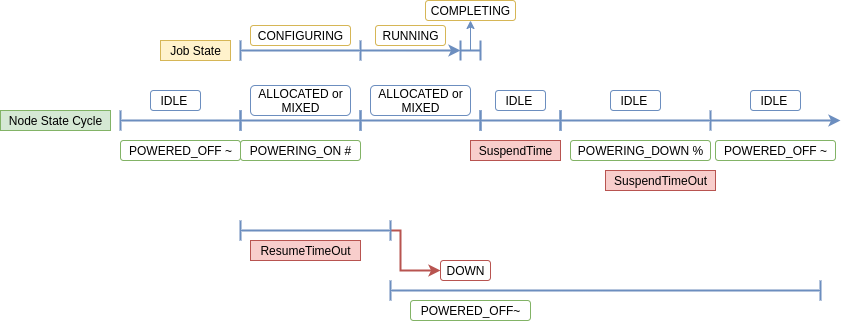 COMPLETING
CONFIGURING
RUNNING
Job State
IDLE
ALLOCATED or
MIXED
ALLOCATED or
MIXED
IDLE
IDLE
IDLE
Node State Cycle
POWERED_OFF ~
POWERING_ON #
SuspendTime
POWERING_DOWN %
POWERED_OFF ~
SuspendTimeOut
ResumeTimeOut
DOWN
POWERED_OFF~